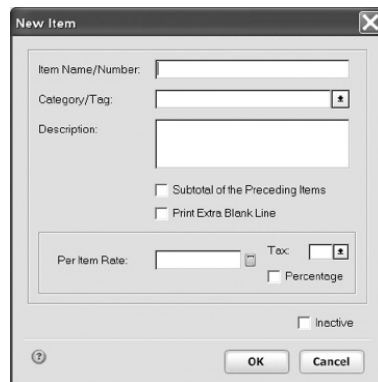 New Item
Item Name/Number:
Category/Tag:
Description:
Subtotal of the Preceding Items
Print Extra Blank Line
Per Item Rate:
Tax:
Percentage
Inactive
?
OK
Cancel